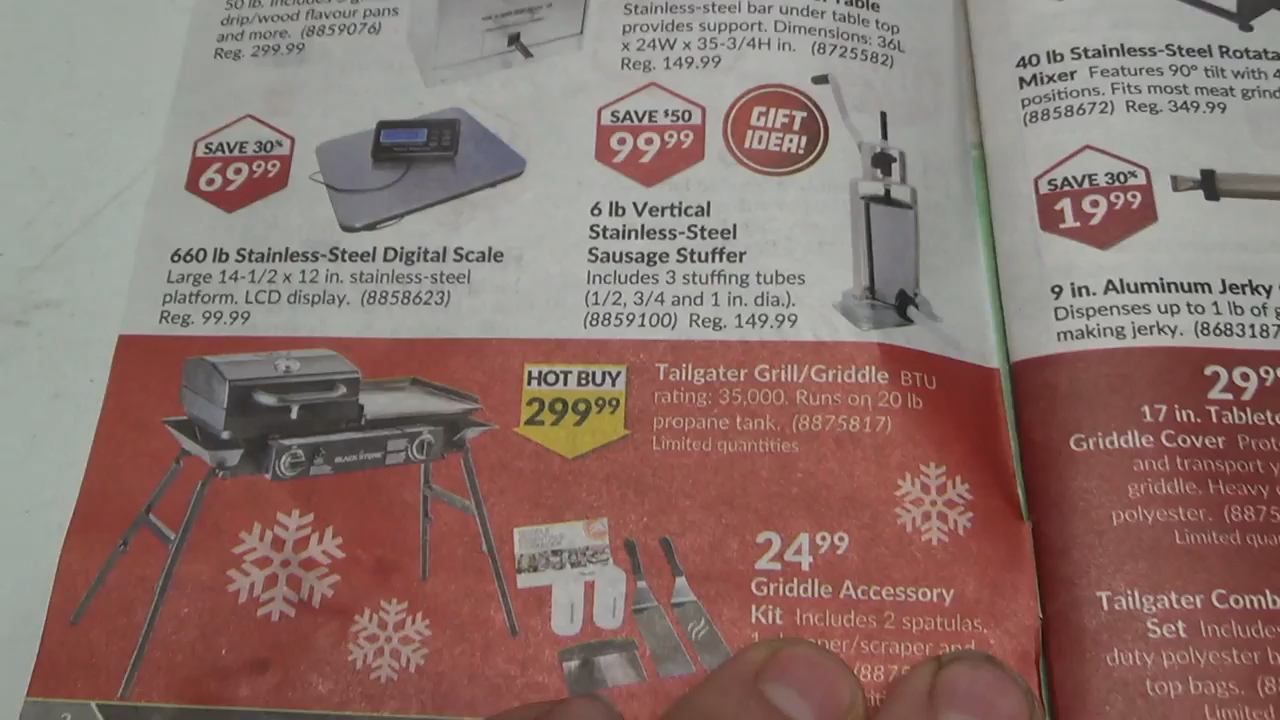 drip/wood flavour pans
and more. (8859076)
Reg. 299.99
Table
Stainless-steel bar under table top
provides support. Dimensions: 36L
x 24W x 35-3/4H in. (8725582)
Reg. 149.99
SAVE 30%
69.99
660 lb Stainless-Steel Digital Scale
Large 14-1/2 x 12 in. stainless-steel
platform. LCD display. (8858623)
Reg. 99.99
SAVE $50
99.99
GIFT
IDEA!
6 lb Vertical
Stainless-Steel
Sausage Stuffer
Includes 3 stuffing tubes
(1/2, 3/4 and 1 in. dia.).
(8859100) Reg. 149.99
HOT BUY
299.99
Tailgater Grill/Griddle BTU
rating: 35,000. Runs on 20 lb
propane tank. (8875817)
Limited quantities
BLACKSTONE
24.99
Griddle Accessory
Kit Includes 2 spatulas,
and
40 lb Stainless-Steel
Mixer Features 90° tilt with 4
positions. Fits most meat
(8858672) Reg. 349.99
SAVE 30%
19.99
9 in. Aluminum Jerky
Dispenses up to 1 lb of
making jerky. (8683187
29.99
17 in.
Griddle Cover
and transport
griddle. Heavy
polyester. (8875
Limited
Tailgater
Set
duty polyester
top bags.
Limited